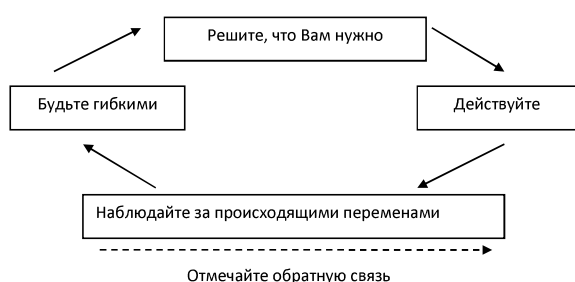 Решите, что Вам нужно
Будьте гибкими
Действуйте
Наблюдайте за происходящими переменами
Отмечайте обратную связь